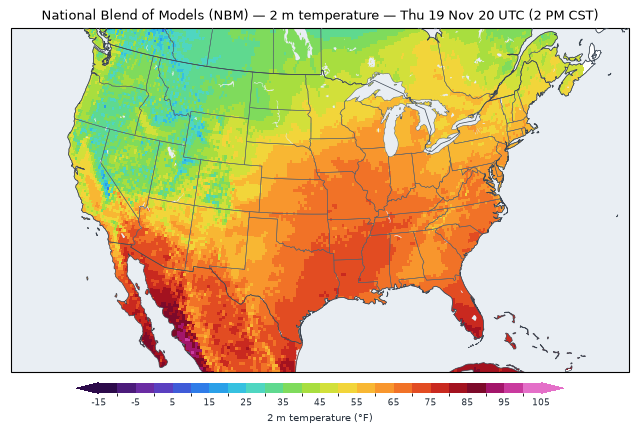 National Blend of Models (NBM) — 2 m temperature — Thu 19 Nov 20 UTC (2 PM CST)
-15 -5 5 15 25 35 45 55 65 75 85 95 105
2 m temperature (°F)